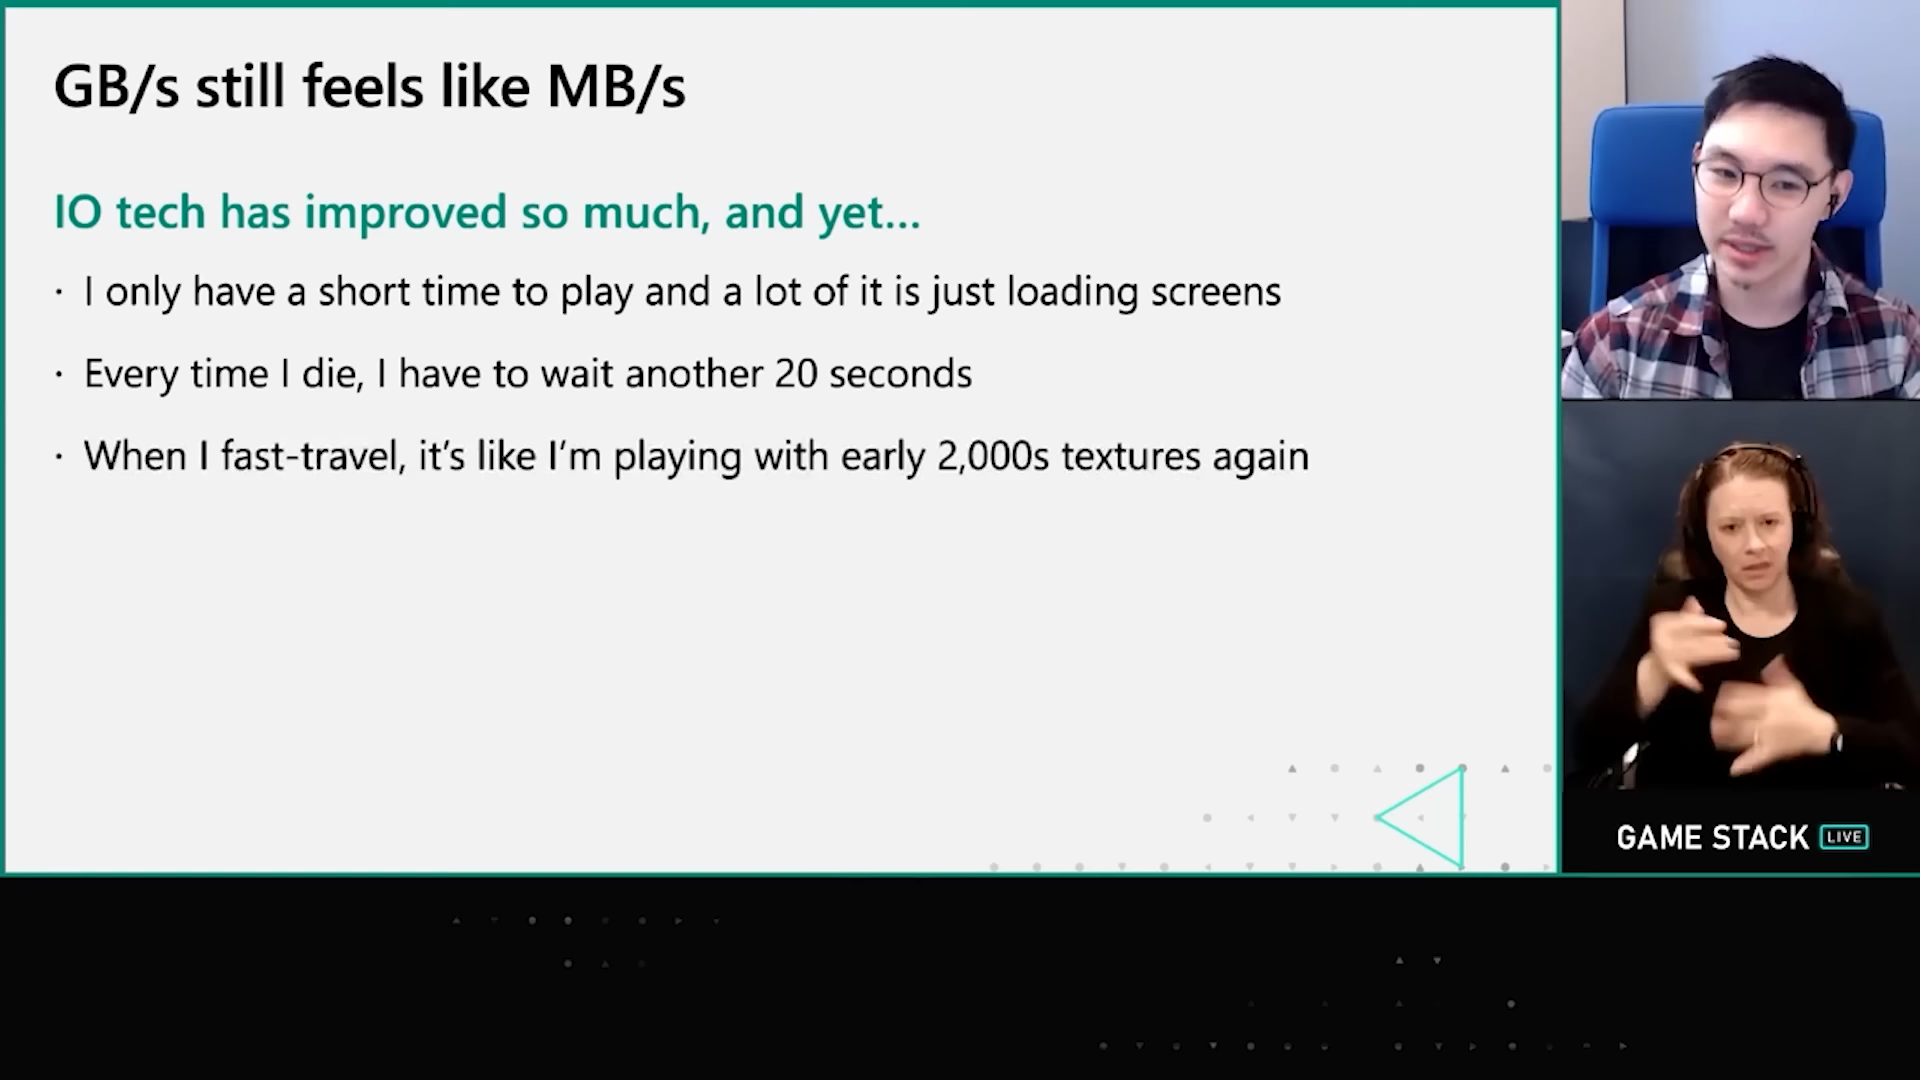 GB/s still feels like MB/s
IO tech has improved so much, and yet...
· I only have a short time to play and a lot of it is just loading screens
· Every time I die, I have to wait another 20 seconds
· When I fast-travel, it's like I'm playing with early 2,000s textures again
GAME STACK LIVE